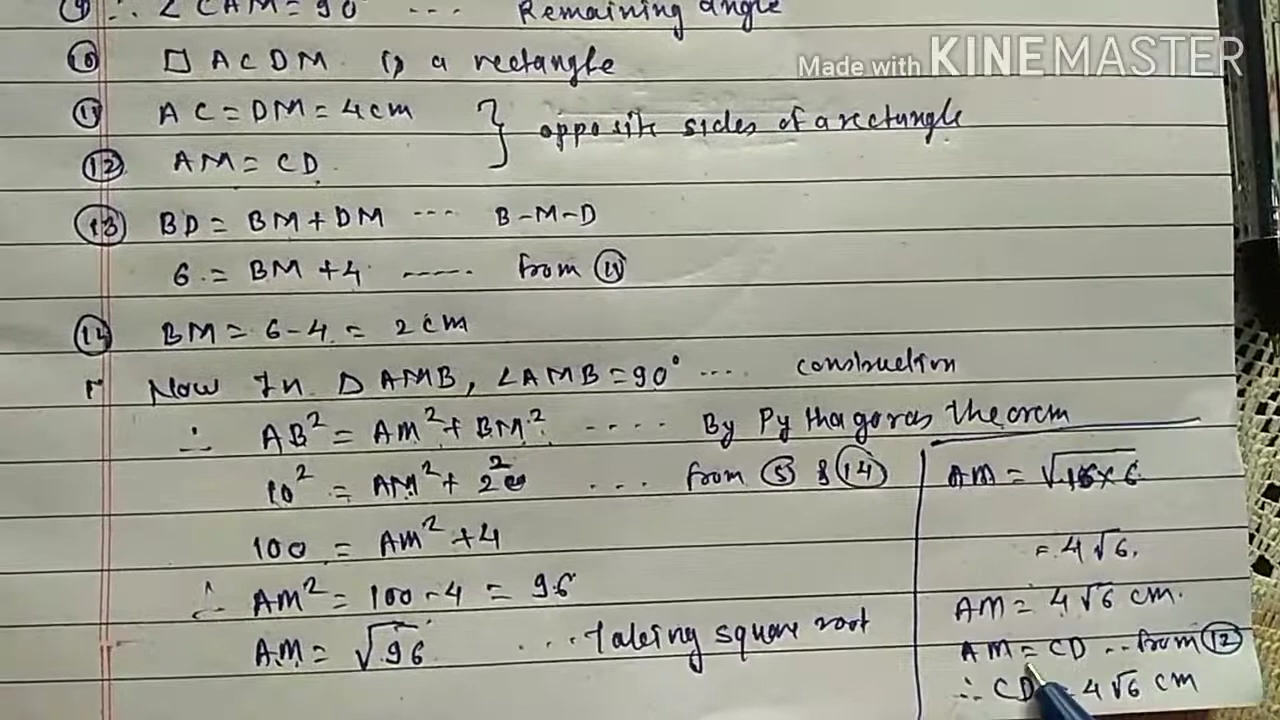 ⑨ ∴ ∠CAM = 90° .... Remaining angle
Made with KINEMASTER
⑩ □ ACDM is a rectangle
⑪ AC = DM = 4cm } opposite sides of a rectangle
⑫ AM = CD.
⑬ BD = BM + DM ... B-M-D
6 = BM + 4 ...... from ⑪
⑭ BM = 6-4 = 2cm
Now In Δ AMB, ∠AMB = 90° .... construction
∴ AB² = AM² + BM² ..... By Pythagoras theorem
10² = AM² + 2² ... from ⑤ & ⑭
100 = AM² + 4
∴ AM² = 100 - 4 = 96
AM = √96 ... Taking square root
AM = √16×6
= 4√6.
AM = 4√6 cm.
AM = CD .. from ⑫
∴ CD = 4√6 cm